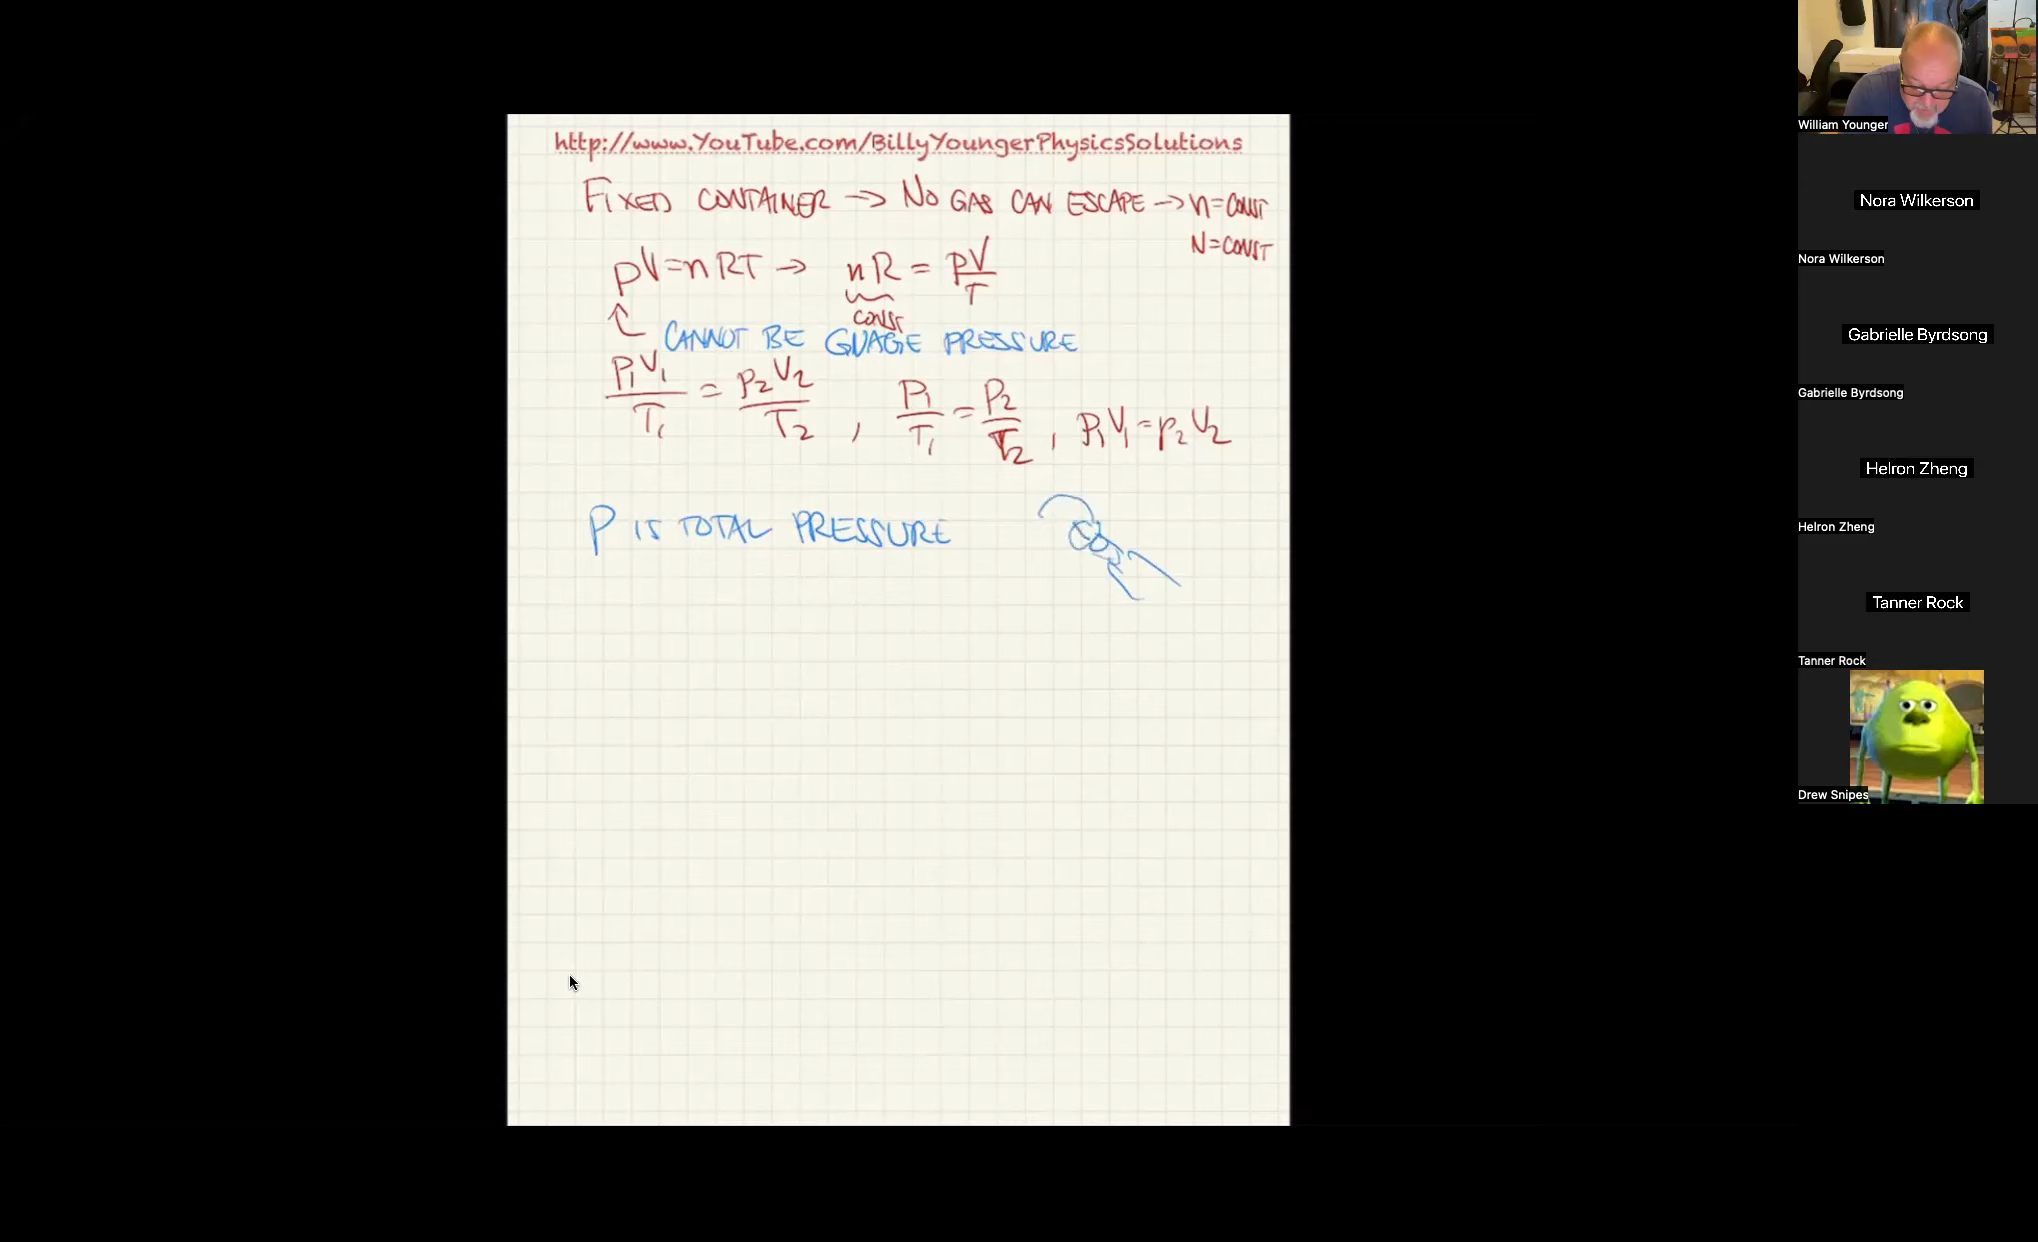 http://www.YouTube.com/BillyYoungerPhysicsSolutions
FIXED CONTAINER → NO GAS CAN ESCAPE → n=CONST
N=CONST
pV=nRT → nR = pV/T
CONST
CANNOT BE GUAGE PRESSURE
P₁V₁/T₁ = P₂V₂/T₂ , P₁/T₁ = P₂/T₂ , P₁V₁=P₂V₂
P IS TOTAL PRESSURE
William Younger
Nora Wilkerson
Nora Wilkerson
Gabrielle Byrdsong
Gabrielle Byrdsong
Helron Zheng
Helron Zheng
Tanner Rock
Tanner Rock
Drew Snipes